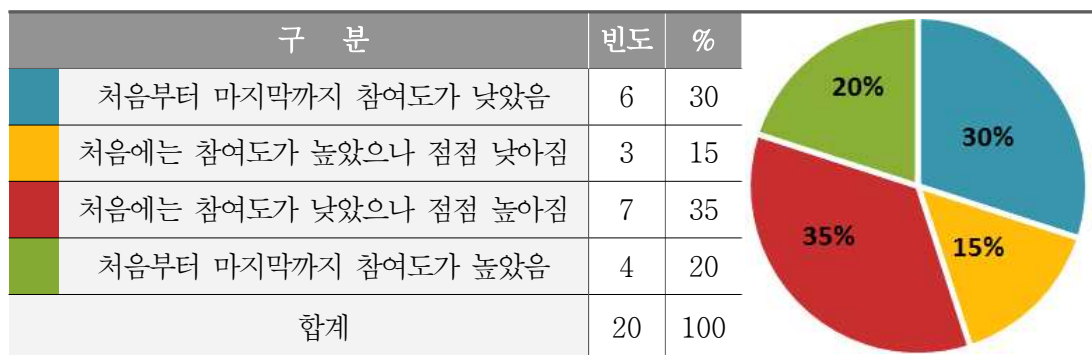 구 분 빈도 %
처음부터 마지막까지 참여도가 낮았음 6 30
처음에는 참여도가 높았으나 점점 낮아짐 3 15
처음에는 참여도가 낮았으나 점점 높아짐 7 35
처음부터 마지막까지 참여도가 높았음 4 20
합계 20 100
20%
30%
35%
15%